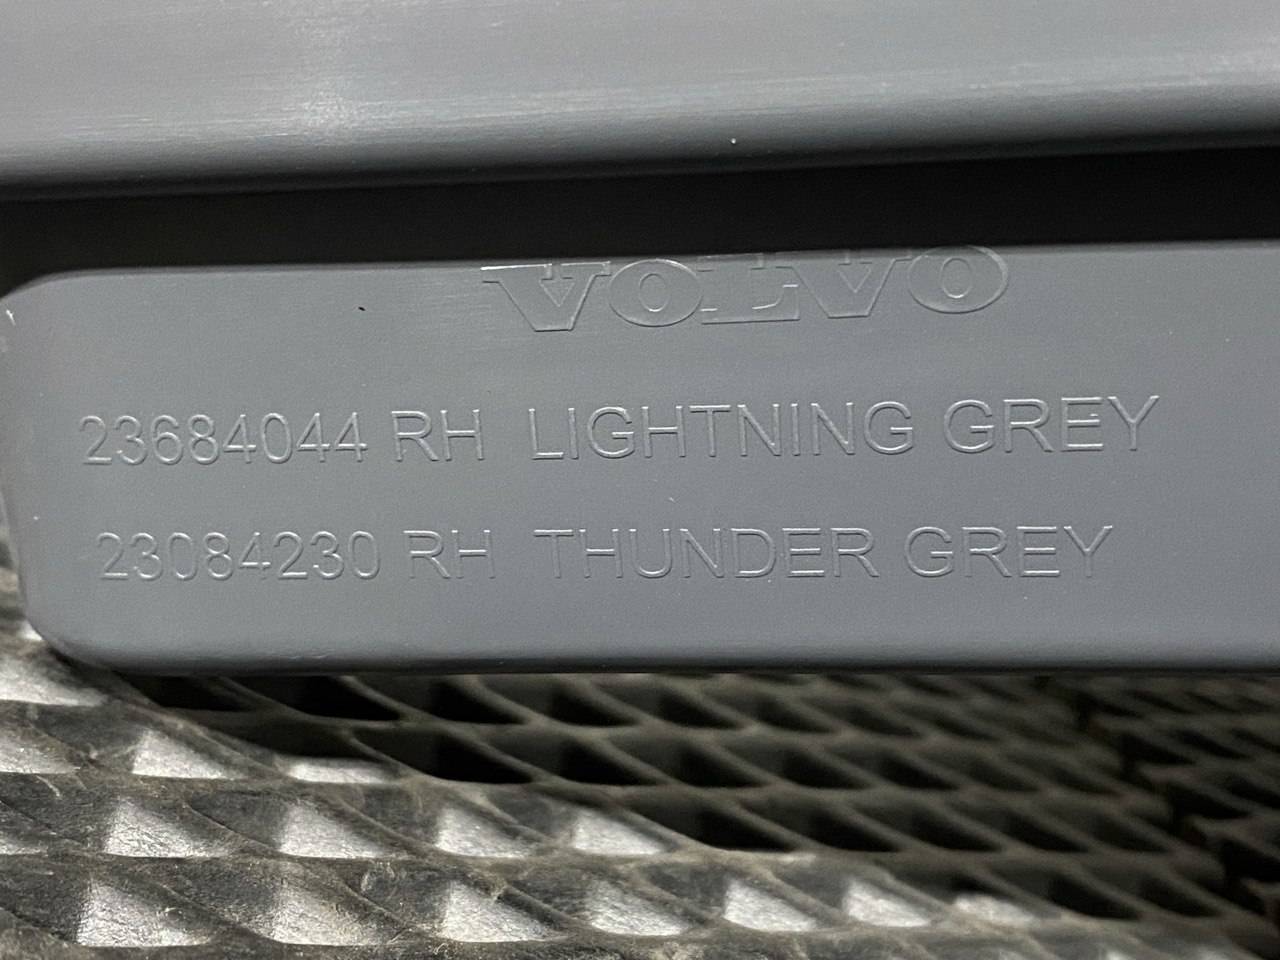 VOLVO
23684044 RH LIGHTNING GREY
23084230 RH THUNDER GREY